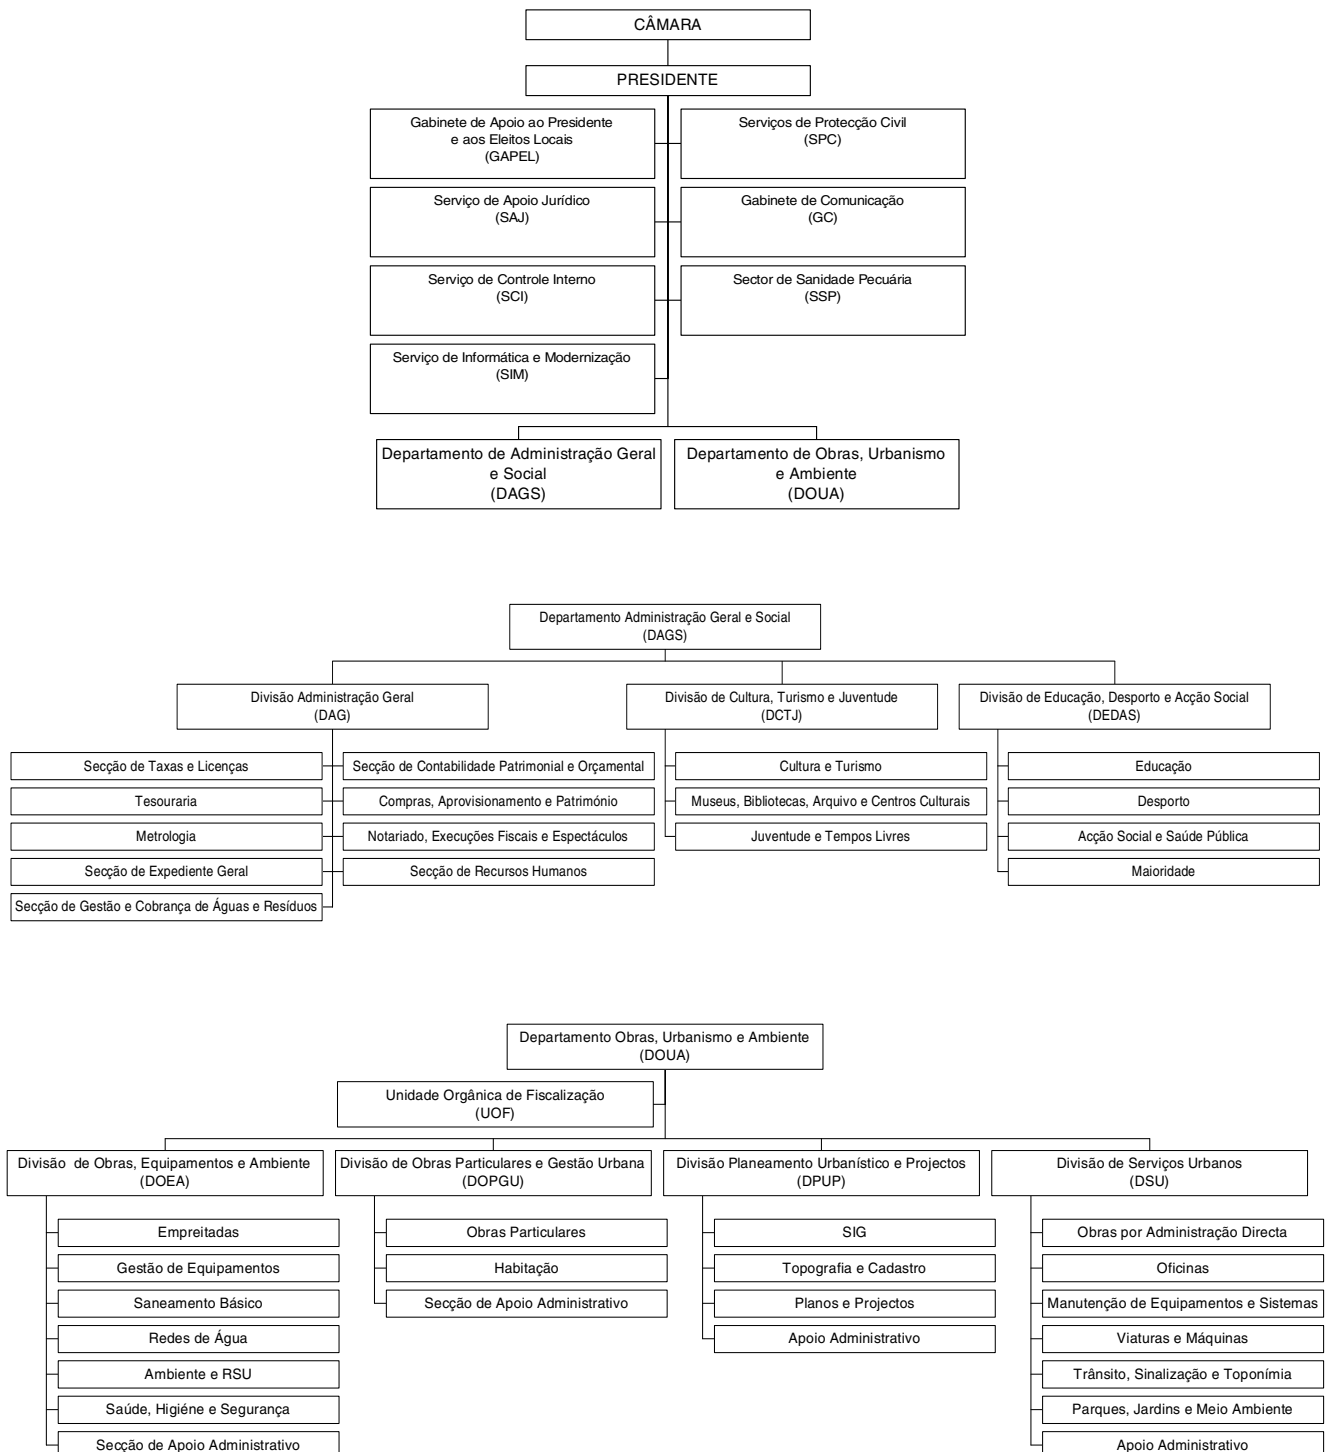 CÂMARA
PRESIDENTE
Gabinete de Apoio ao Presidente
e aos Eleitos Locais
(GAPEL)
Serviços de Protecção Civil
(SPC)
Serviço de Apoio Jurídico
(SAJ)
Gabinete de Comunicação
(GC)
Serviço de Controle Interno
(SCI)
Sector de Sanidade Pecuária
(SSP)
Serviço de Informática e Modernização
(SIM)
Departamento de Administração Geral
e Social
(DAGS)
Departamento de Obras, Urbanismo
e Ambiente
(DOUA)
Departamento Administração Geral e Social
(DAGS)
Divisão Administração Geral
(DAG)
Secção de Taxas e Licenças
Secção de Contabilidade Patrimonial e Orçamental
Tesouraria
Compras, Aprovisionamento e Património
Metrologia
Notariado, Execuções Fiscais e Espectáculos
Secção de Expediente Geral
Secção de Recursos Humanos
Secção de Gestão e Cobrança de Águas e Resíduos
Divisão de Cultura, Turismo e Juventude
(DCTJ)
Cultura e Turismo
Museus, Bibliotecas, Arquivo e Centros Culturais
Juventude e Tempos Livres
Divisão de Educação, Desporto e Acção Social
(DEDAS)
Educação
Desporto
Acção Social e Saúde Pública
Maioridade
Departamento Obras, Urbanismo e Ambiente
(DOUA)
Unidade Orgânica de Fiscalização
(UOF)
Divisão  de Obras, Equipamentos e Ambiente
(DOEA)
Empreitadas
Gestão de Equipamentos
Saneamento Básico
Redes de Água
Ambiente e RSU
Saúde, Higiéne e Segurança
Secção de Apoio Administrativo
Divisão de Obras Particulares e Gestão Urbana
(DOPGU)
Obras Particulares
Habitação
Secção de Apoio Administrativo
Divisão Planeamento Urbanístico e Projectos
(DPUP)
SIG
Topografia e Cadastro
Planos e Projectos
Apoio Administrativo
Divisão de Serviços Urbanos
(DSU)
Obras por Administração Directa
Oficinas
Manutenção de Equipamentos e Sistemas
Viaturas e Máquinas
Trânsito, Sinalização e Toponímia
Parques, Jardins e Meio Ambiente
Apoio Administrativo